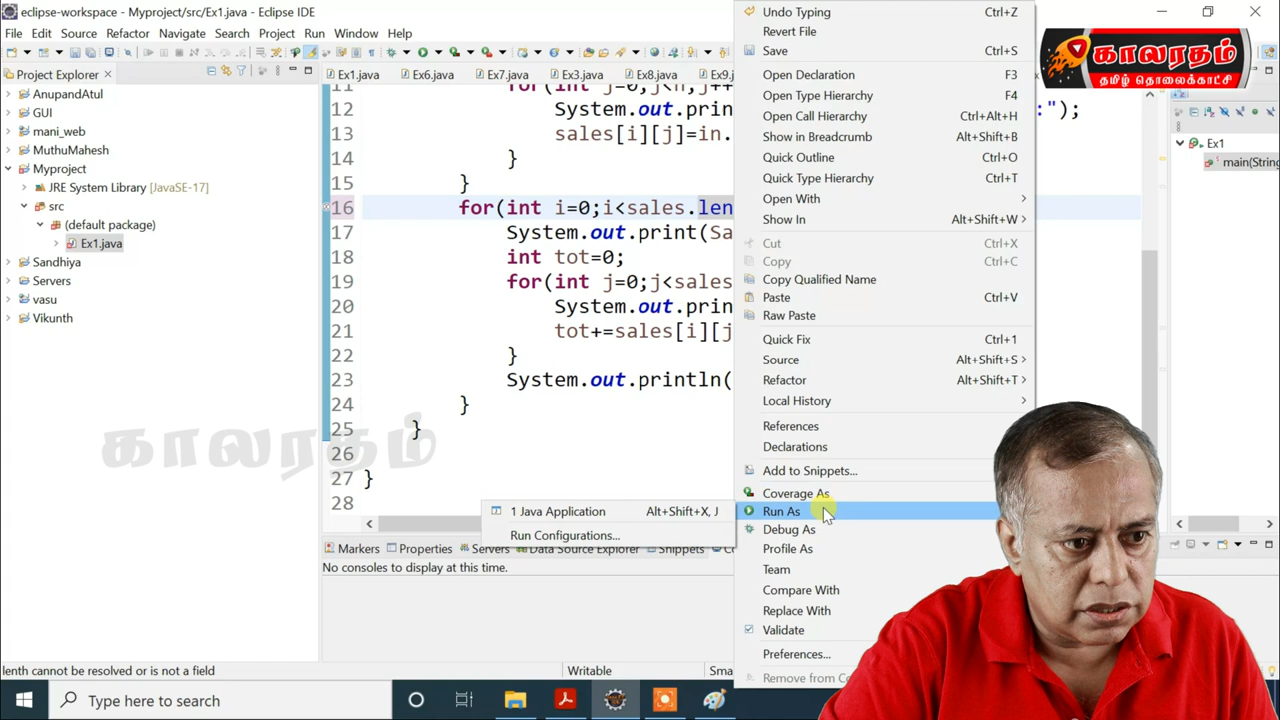 eclipse-workspace - Myproject/src/Ex1.java - Eclipse IDE
File Edit Source Refactor Navigate Search Project Run Window Help
Project Explorer
AnupandAtul
GUI
mani_web
MuthuMahesh
Myproject
JRE System Library [JavaSE-17]
src
(default package)
Ex1.java
Sandhiya
Servers
vasu
Vikunth
Ex1.java Ex6.java Ex7.java Ex3.java Ex8.java Ex9.j
11 for(int j=0;j<n;j++
12 System.out.prin :");
13 sales[i][j]=in.
14 }
15 }
16 for(int i=0;i<sales.len
17 System.out.print(Sa
18 int tot=0;
19 for(int j=0;j<sales
20 System.out.prin
21 tot+=sales[i][j
22 }
23 System.out.println(
24 }
25 }
26
27 }
28
Undo Typing Ctrl+Z
Revert File
Save Ctrl+S
Open Declaration F3
Open Type Hierarchy F4
Open Call Hierarchy Ctrl+Alt+H
Show in Breadcrumb Alt+Shift+B
Quick Outline Ctrl+O
Quick Type Hierarchy Ctrl+T
Open With
Show In Alt+Shift+W
Cut Ctrl+X
Copy Ctrl+C
Copy Qualified Name
Paste Ctrl+V
Raw Paste
Quick Fix Ctrl+1
Source Alt+Shift+S
Refactor Alt+Shift+T
Local History
References
Declarations
Add to Snippets...
Coverage As
Run As
Debug As
Profile As
Team
Compare With
Replace With
Validate
Preferences...
Remove from Co
1 Java Application Alt+Shift+X, J
Run Configurations...
காலரதம்
தமிழ் தொலைக்காட்சி
Ex1
main(String
காலரதம்
Markers Properties Servers Data Source Explorer Snippets Co
No consoles to display at this time.
lenth cannot be resolved or is not a field Writable Sma
Type here to search